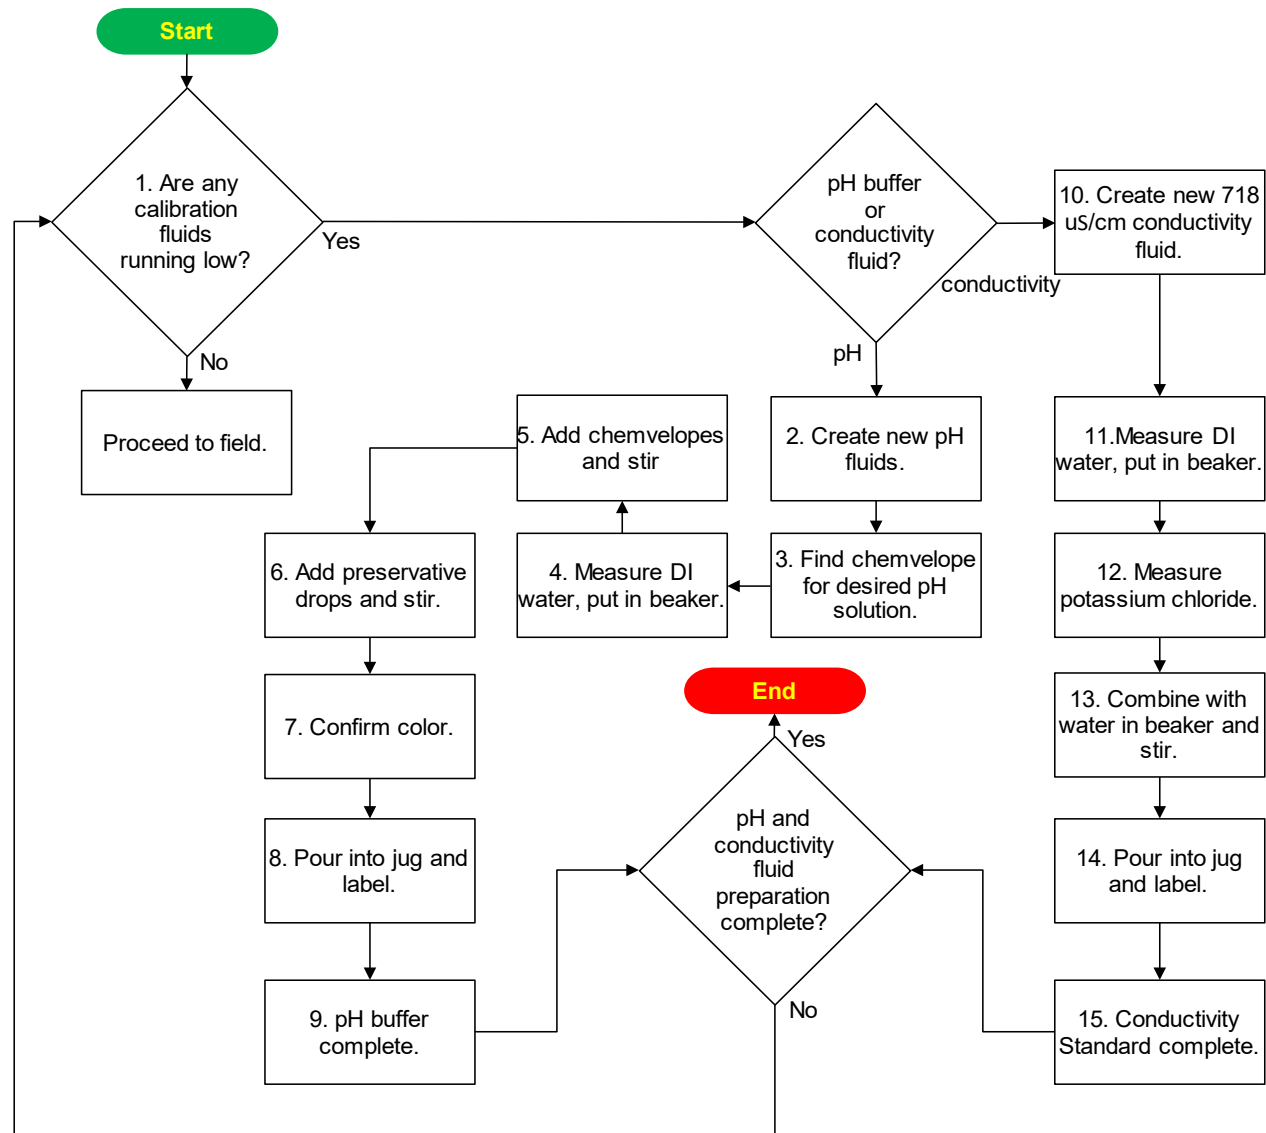 Start
1. Are any
calibration
fluids
running low?
Yes
No
Proceed to field.
pH buffer
or
conductivity
fluid?
conductivity
pH
10. Create new 718
uS/cm conductivity
fluid.
2. Create new pH
fluids.
3. Find chemvelope
for desired pH
solution.
4. Measure DI
water, put in beaker.
5. Add chemvelopes
and stir
6. Add preservative
drops and stir.
7. Confirm color.
8. Pour into jug and
label.
9. pH buffer
complete.
11.Measure DI
water, put in beaker.
12. Measure
potassium chloride.
13. Combine with
water in beaker and
stir.
14. Pour into jug
and label.
15. Conductivity
Standard complete.
End
Yes
pH and
conductivity
fluid
preparation
complete?
No